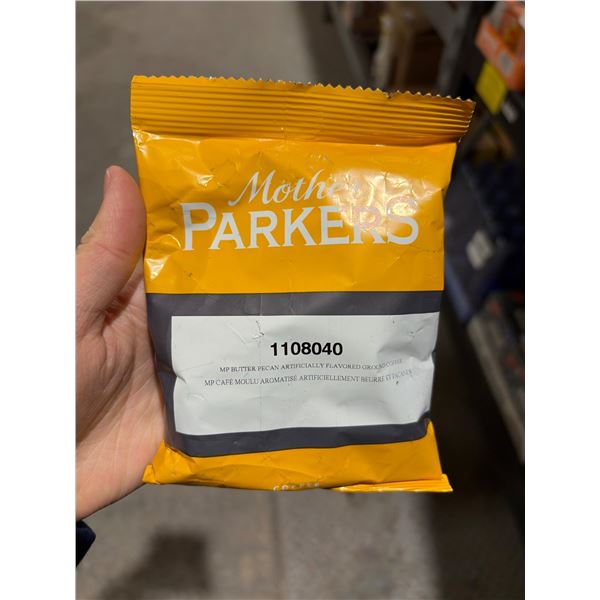 Mother
PARKERS
1108040
MP BUTTER PECAN ARTIFICIALLY FLAVORED GROUND COFFEE
MP CAFÉ MOULU AROMATISÉ ARTIFICIELLEMENT BEURRE ET PACANES